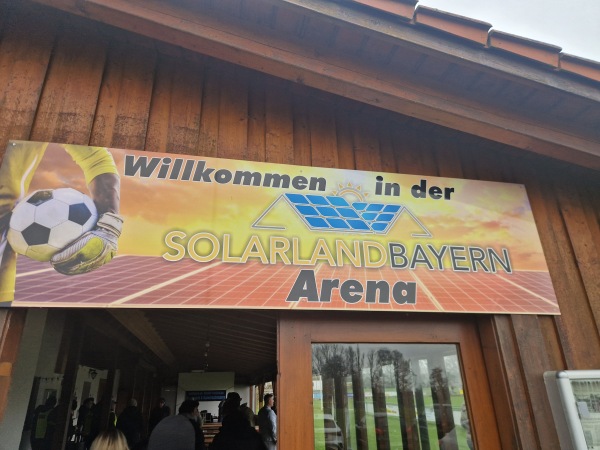 Willkommen in der
SOLARLANDBAYERN
Arena